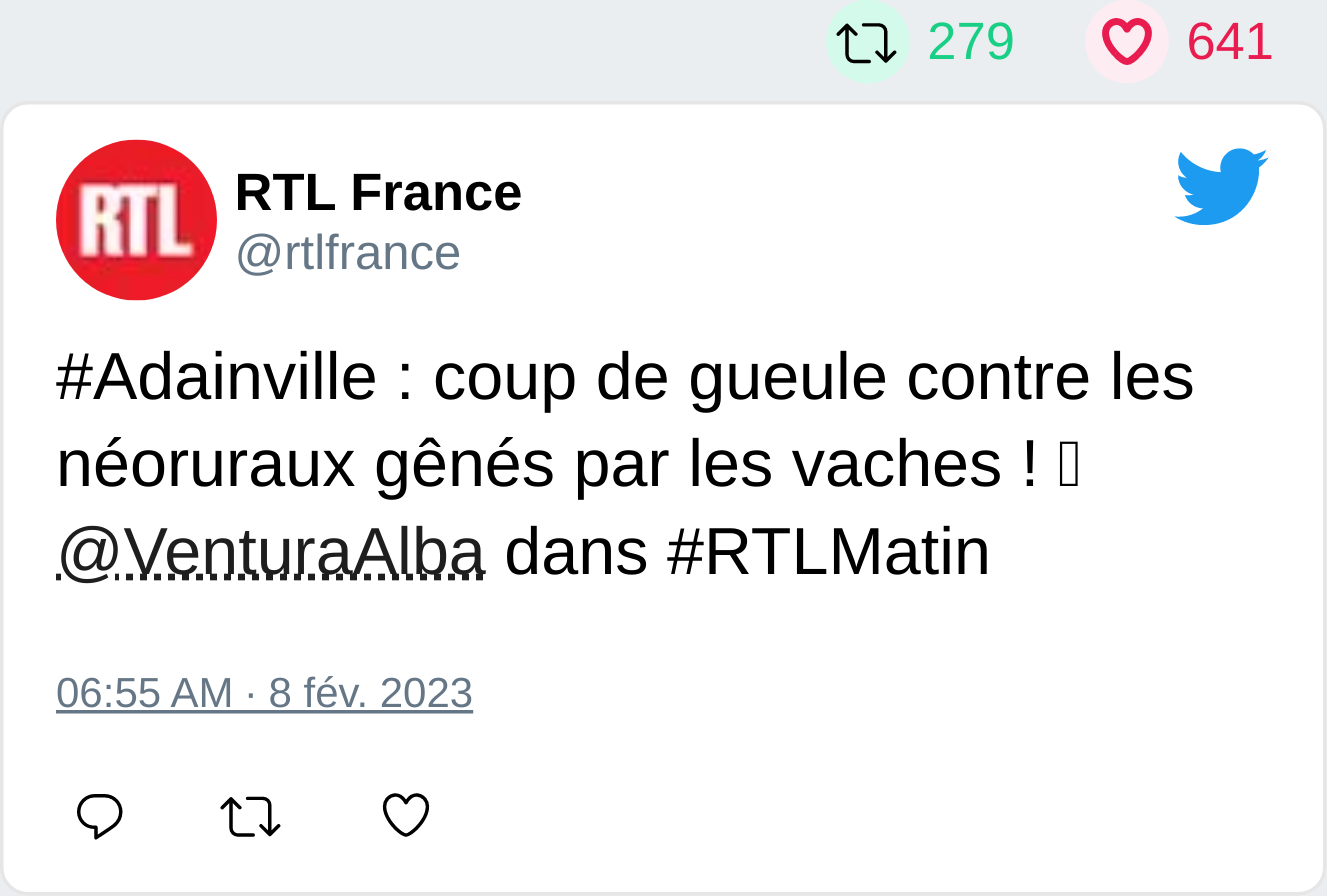 279 641
RTL
RTL France
@rtlfrance
#Adainville : coup de gueule contre les
néoruraux gênés par les vaches !
@VenturaAlba dans #RTLMatin
06:55 AM · 8 fév. 2023